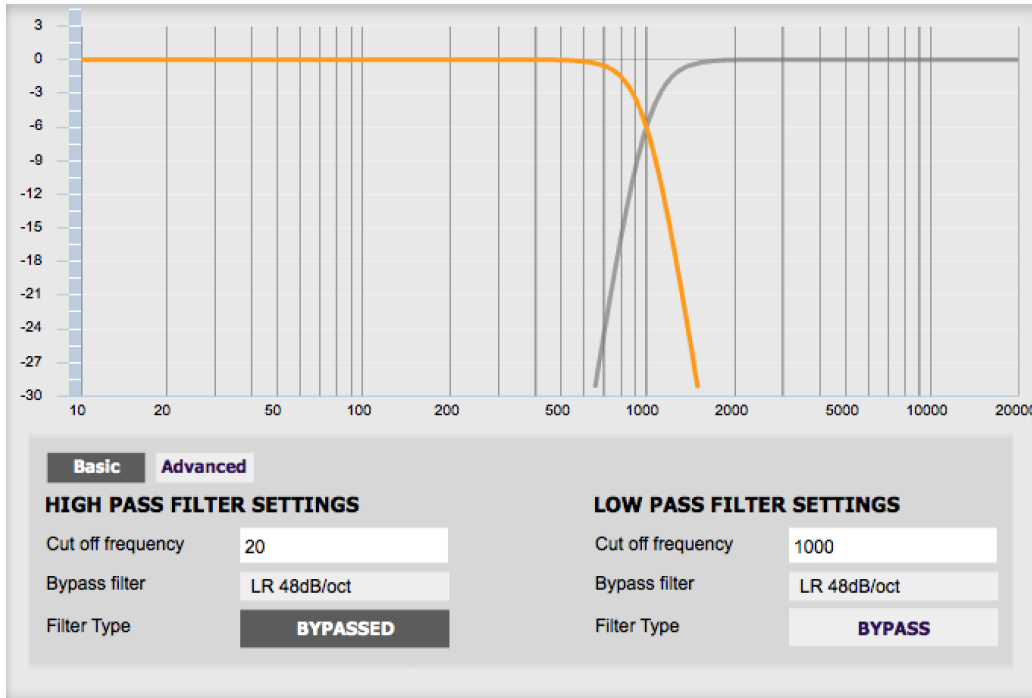 3
0
-3
-6
-9
-12
-15
-18
-21
-24
-27
-30
10 20 50 100 200 500 1000 2000 5000 10000 2000
Basic Advanced
HIGH PASS FILTER SETTINGS LOW PASS FILTER SETTINGS
Cut off frequency 20 Cut off frequency 1000
Bypass filter LR 48dB/oct Bypass filter LR 48dB/oct
Filter Type BYPASSED Filter Type BYPASS